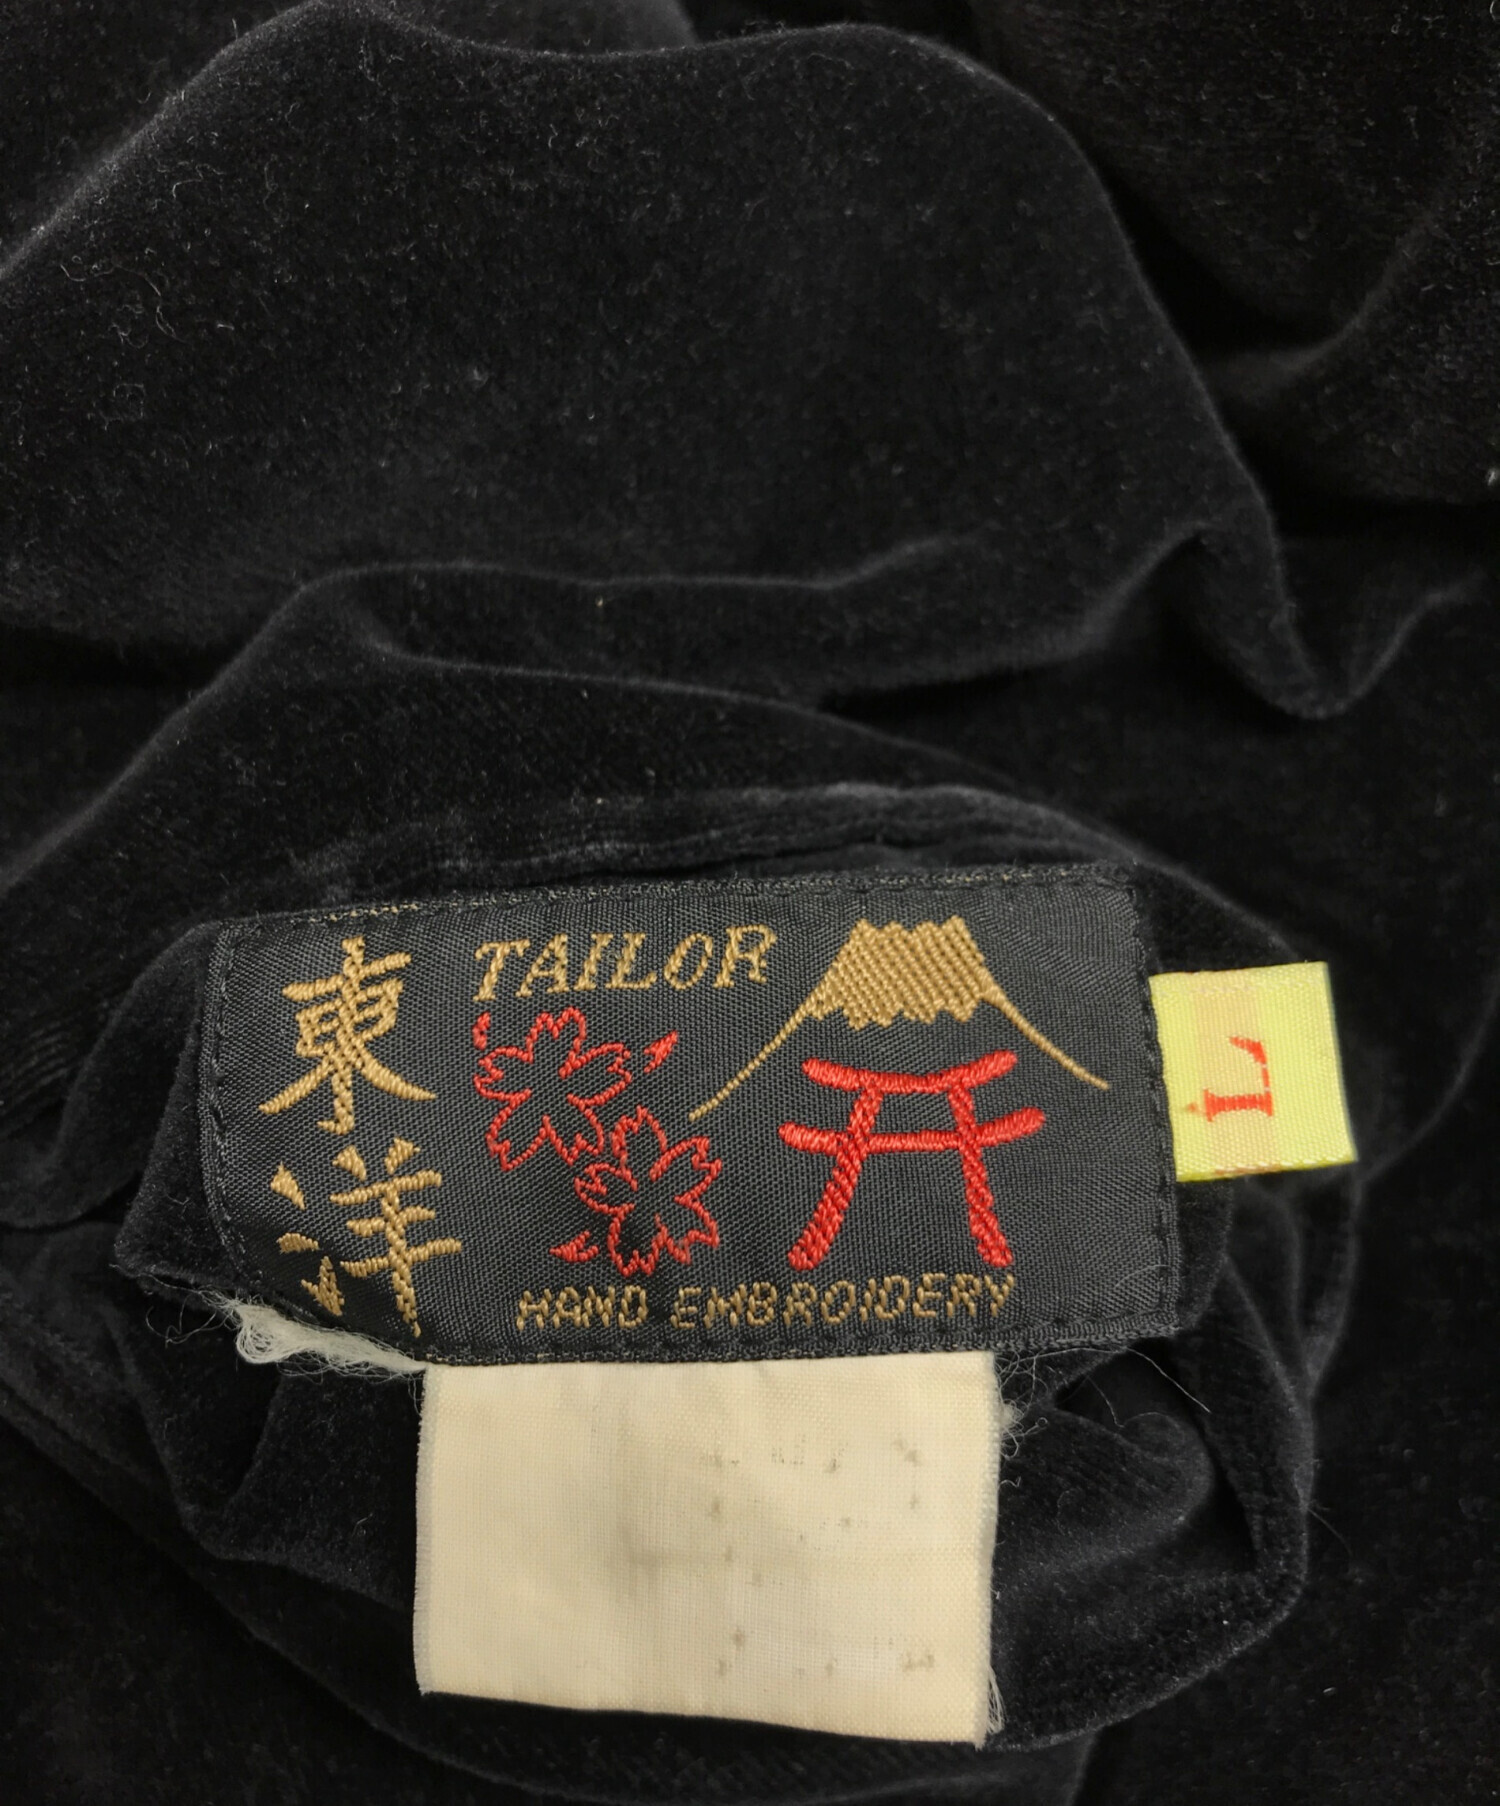 東洋
TAILOR
HAND EMBROIDERY
L